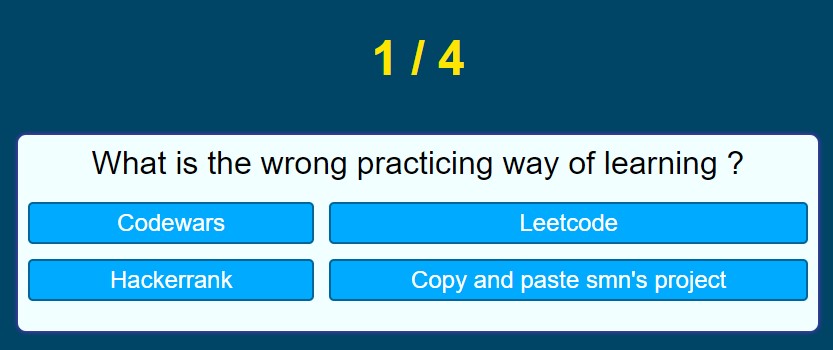 1 / 4
What is the wrong practicing way of learning ?
Codewars
Leetcode
Hackerrank
Copy and paste smn's project